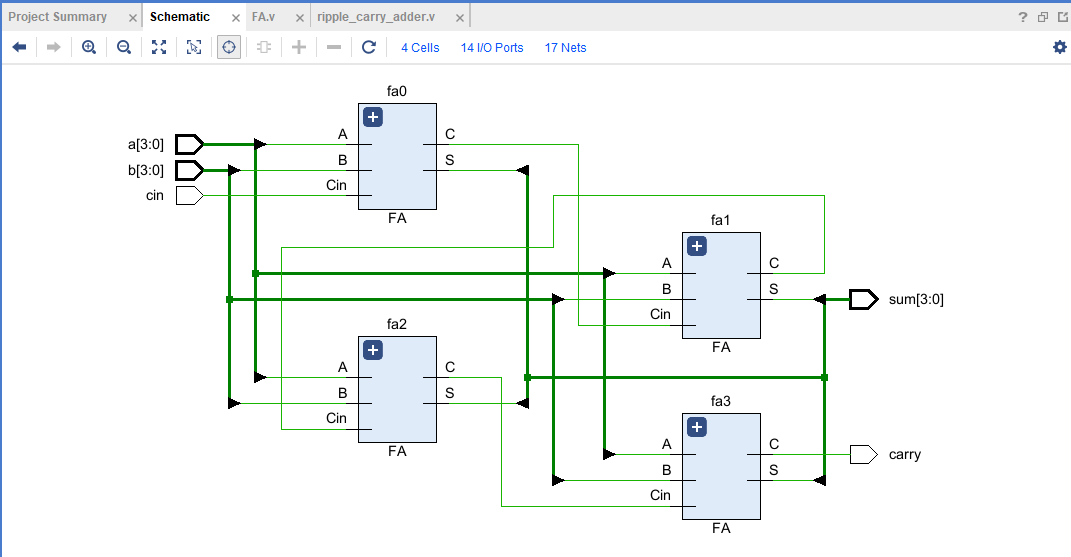 Project Summary × Schematic × FA.v × ripple_carry_adder.v × ?
4 Cells 14 I/O Ports 17 Nets
fa0
a[3:0]
b[3:0]
cin
A
B
Cin
C
S
FA
fa1
A
B
Cin
C
S
FA
sum[3:0]
fa2
A
B
Cin
C
S
FA
fa3
A
B
Cin
C
S
FA
carry